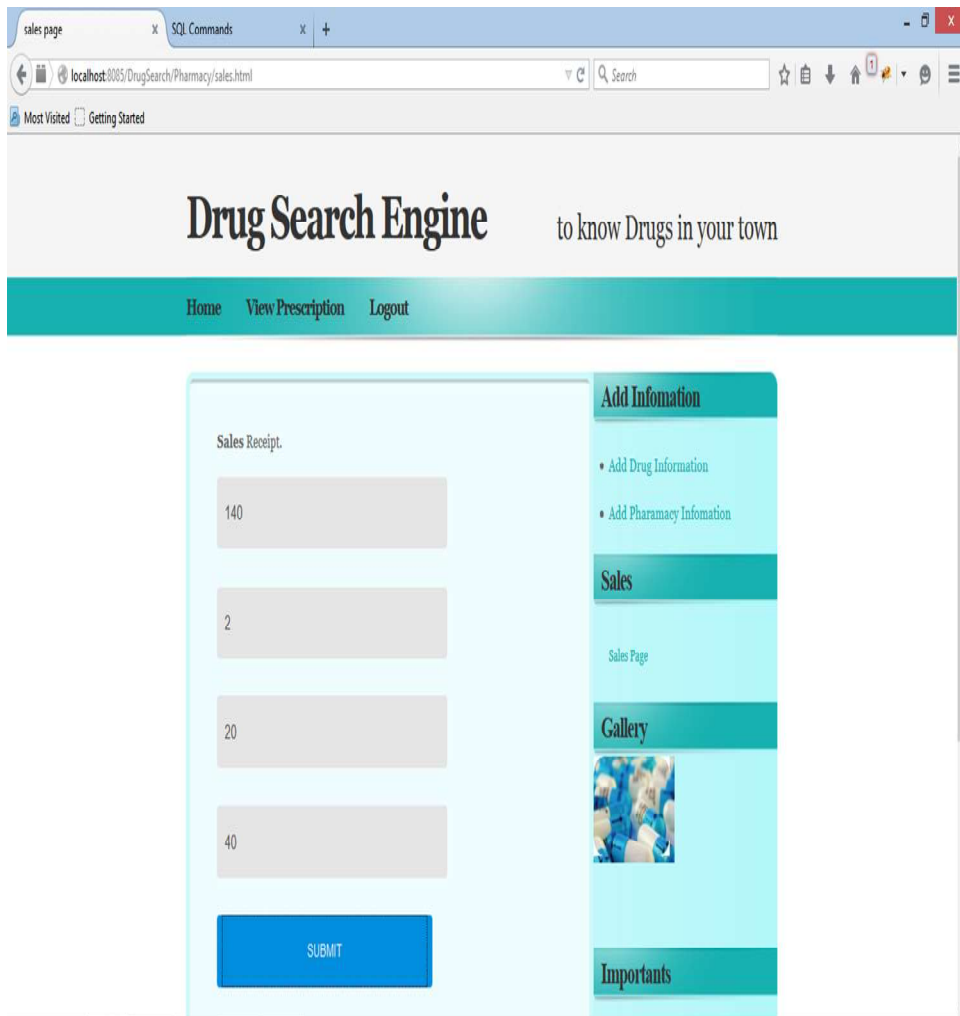 sales page x SQL Commands x +
localhost:8085/DrugSearch/Pharmacy/sales.html Search 1
Most Visited Getting Started
Drug Search Engine to know Drugs in your town
Home View Prescription Logout
Sales Receipt.
140
2
20
40
SUBMIT
Add Infomation
• Add Drug Information
• Add Pharamacy Infomation
Sales
Sales Page
Gallery
Importants